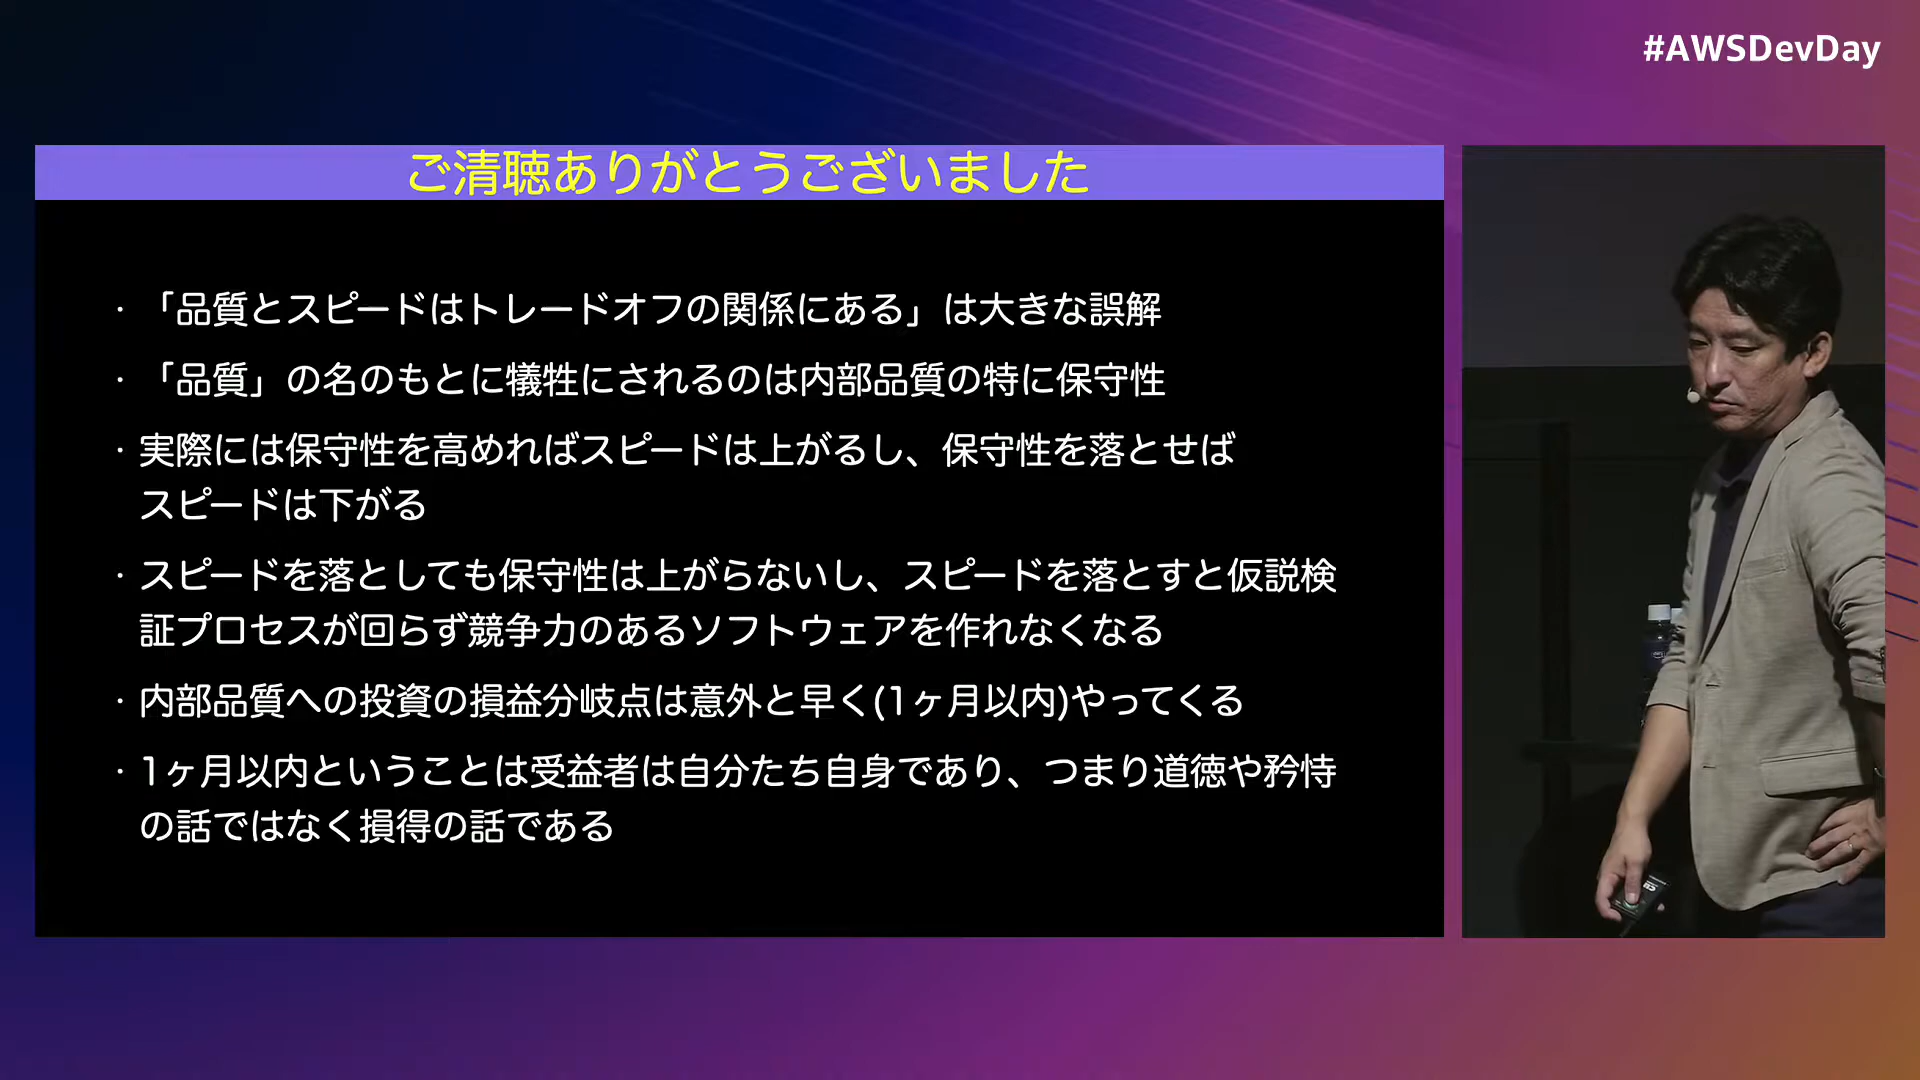 #AWSDevDay
ご清聴ありがとうございました
・「品質とスピードはトレードオフの関係にある」は大きな誤解
・「品質」の名のもとに犠牲にされるのは内部品質の特に保守性
・実際には保守性を高めればスピードは上がるし、保守性を落とせば
スピードは下がる
・スピードを落としても保守性は上がらないし、スピードを落とすと仮説検
証プロセスが回らず競争力のあるソフトウェアを作れなくなる
・内部品質への投資の損益分岐点は意外と早く(1ヶ月以内)やってくる
・1ヶ月以内ということは受益者は自分たち自身であり、つまり道徳や矜恃
の話ではなく損得の話である